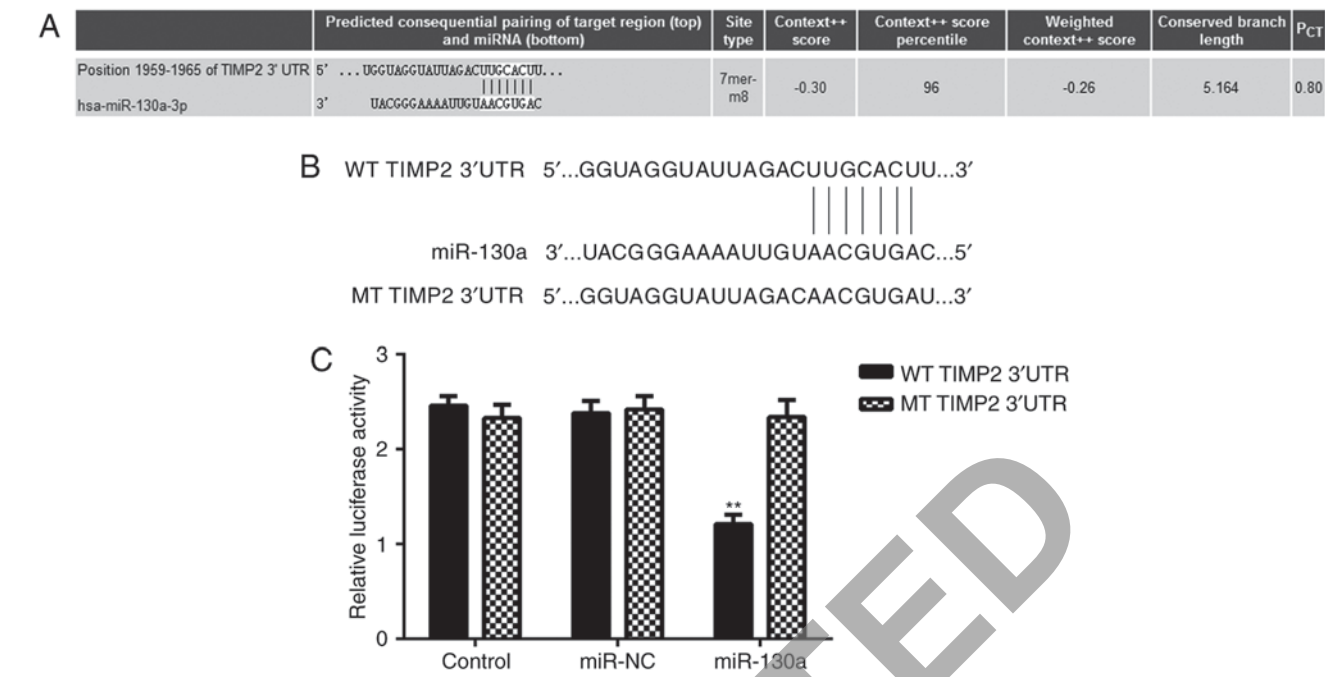 A
Predicted consequential pairing of target region (top) and miRNA (bottom)
Site type
Context++ score
Context++ score percentile
Weighted context++ score
Conserved branch length
PCT
Position 1959-1965 of TIMP2 3' UTR 5' ...UGGUAGGUAUUAGACUUGCACUU...
hsa-miR-130a-3p 3' UACGGGAAAAUUGUAACGUGAC
7mer-m8
-0.30
96
-0.26
5.164
0.80
B
WT TIMP2 3′UTR 5′...GGUAGGUAUUAGACUUGCACUU...3′
miR-130a 3′...UACGGGAAAAUUGUAACGUGAC...5′
MT TIMP2 3′UTR 5′...GGUAGGUAUUAGACAACGUGAU...3′
C
Relative luciferase activity
3
2
1
0
**
Control
miR-NC
miR-130a
WT TIMP2 3′UTR
MT TIMP2 3′UTR
TED